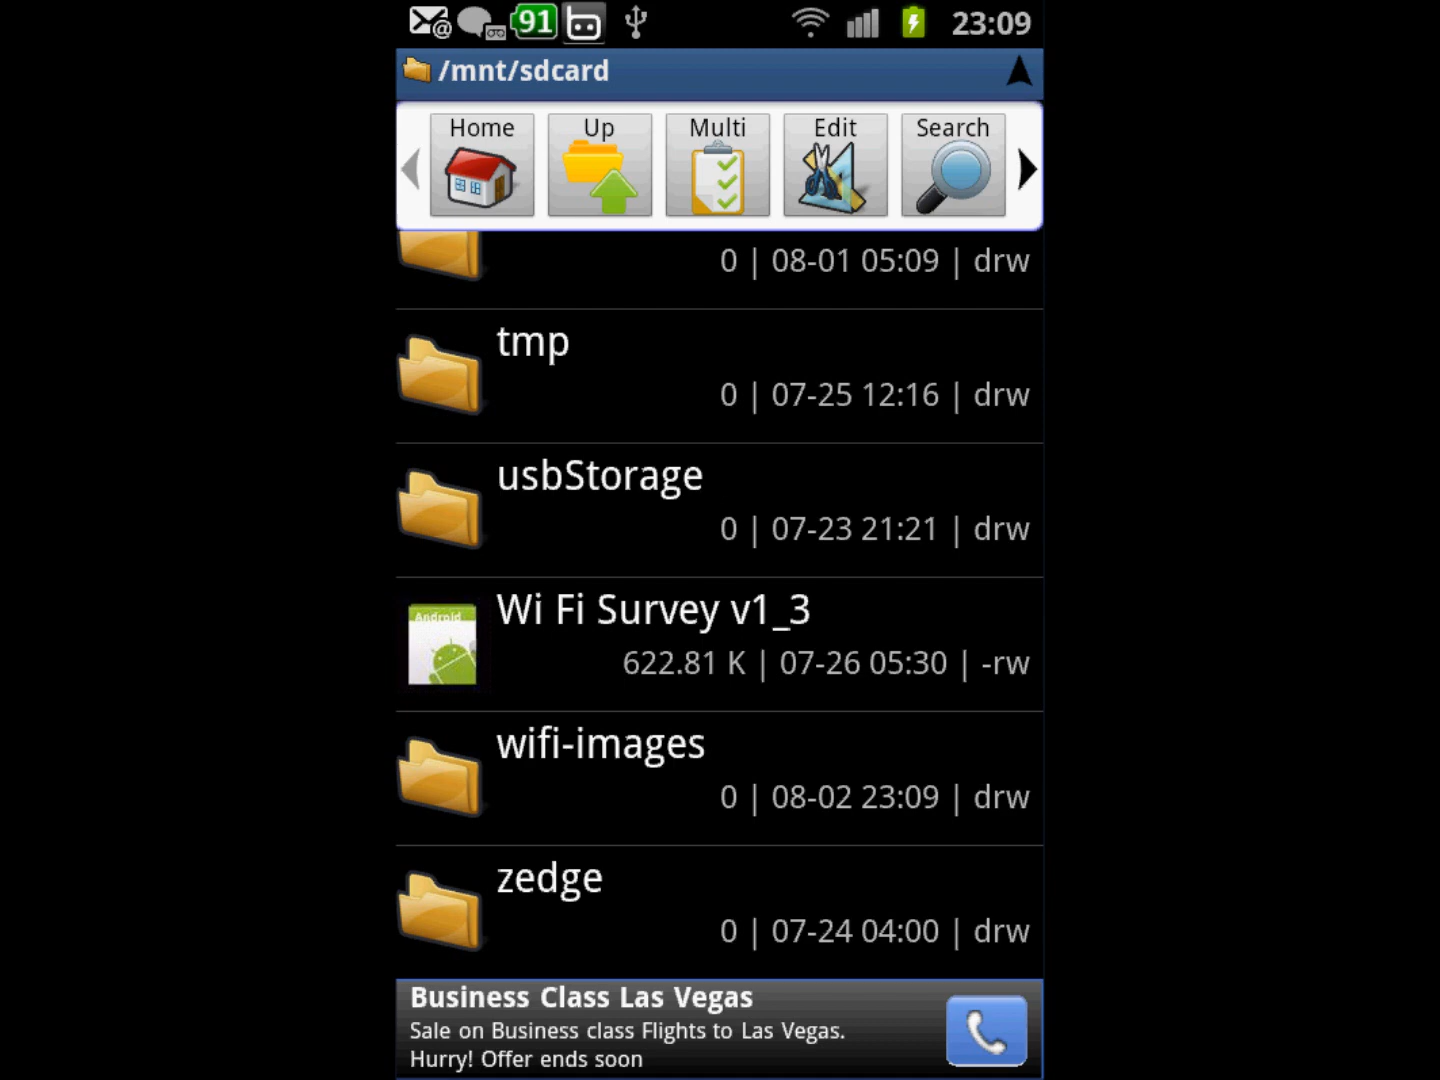 91
23:09
/mnt/sdcard
Home
Up
Multi
Edit
Search
0 | 08-01 05:09 | drw
tmp
0 | 07-25 12:16 | drw
usbStorage
0 | 07-23 21:21 | drw
Android
Wi Fi Survey v1_3
622.81 K | 07-26 05:30 | -rw
wifi-images
0 | 08-02 23:09 | drw
zedge
0 | 07-24 04:00 | drw
Business Class Las Vegas
Sale on Business class Flights to Las Vegas.
Hurry! Offer ends soon